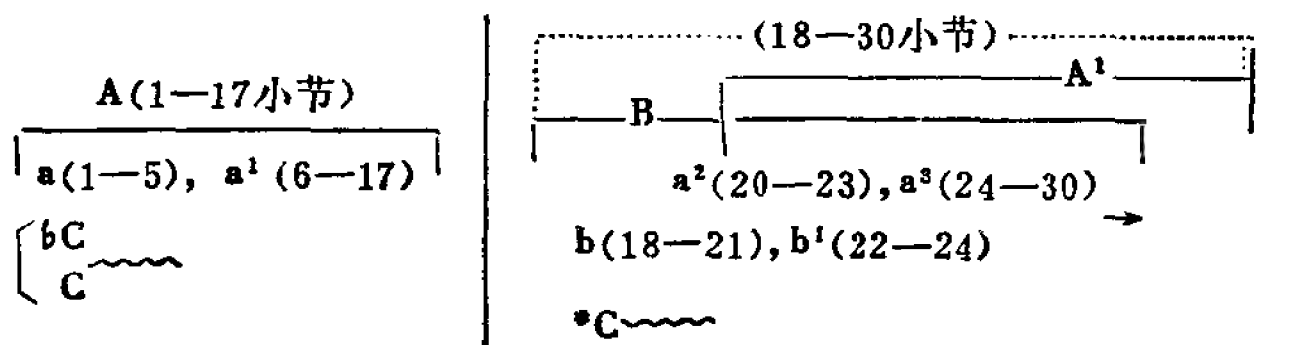 A(1—17小节)
a(1—5), a¹(6—17)
bC
C
(18—30小节)
A¹
B
a²(20—23),a³(24—30)
b(18—21),b¹(22—24)
*C